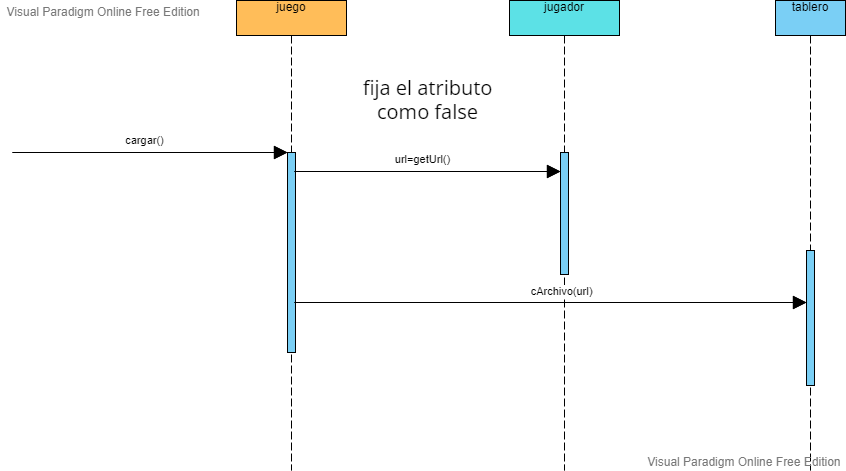 Visual Paradigm Online Free Edition
juego
jugador
tablero
fija el atributo
como false
cargar()
url=getUrl()
cArchivo(url)
Visual Paradigm Online Free Edition